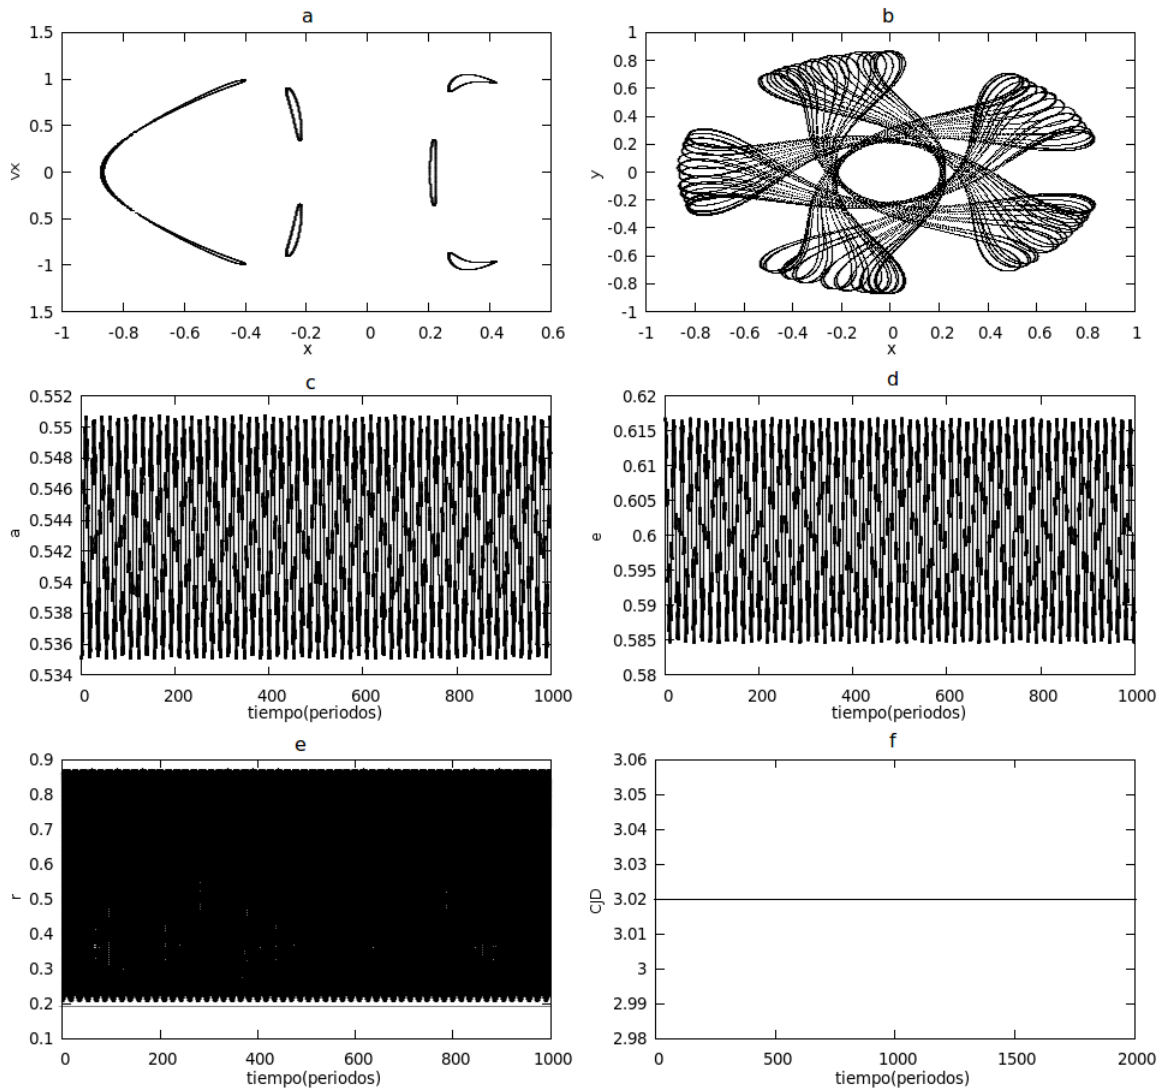 a
1.5
1
0.5
0
0.5
-1
1.5
vx
-1 -0.8 -0.6 -0.4 -0.2 0 0.2 0.4 0.6
x
b
1
0.8
0.6
0.4
0.2
0
-0.2
-0.4
-0.6
-0.8
-1
y
-1 -0.8 -0.6 -0.4 -0.2 0 0.2 0.4 0.6 0.8 1
x
c
0.552
0.55
0.548
0.546
0.544
0.542
0.54
0.538
0.536
0.534
a
0 200 400 600 800 1000
tiempo(periodos)
d
0.62
0.615
0.61
0.605
0.6
0.595
0.59
0.585
0.58
e
0 200 400 600 800 1000
tiempo(periodos)
e
0.9
0.8
0.7
0.6
0.5
0.4
0.3
0.2
0.1
r
0 200 400 600 800 1000
tiempo(periodos)
f
3.06
3.05
3.04
3.03
3.02
3.01
3
2.99
2.98
CJD
0 500 1000 1500 2000
tiempo(periodos)